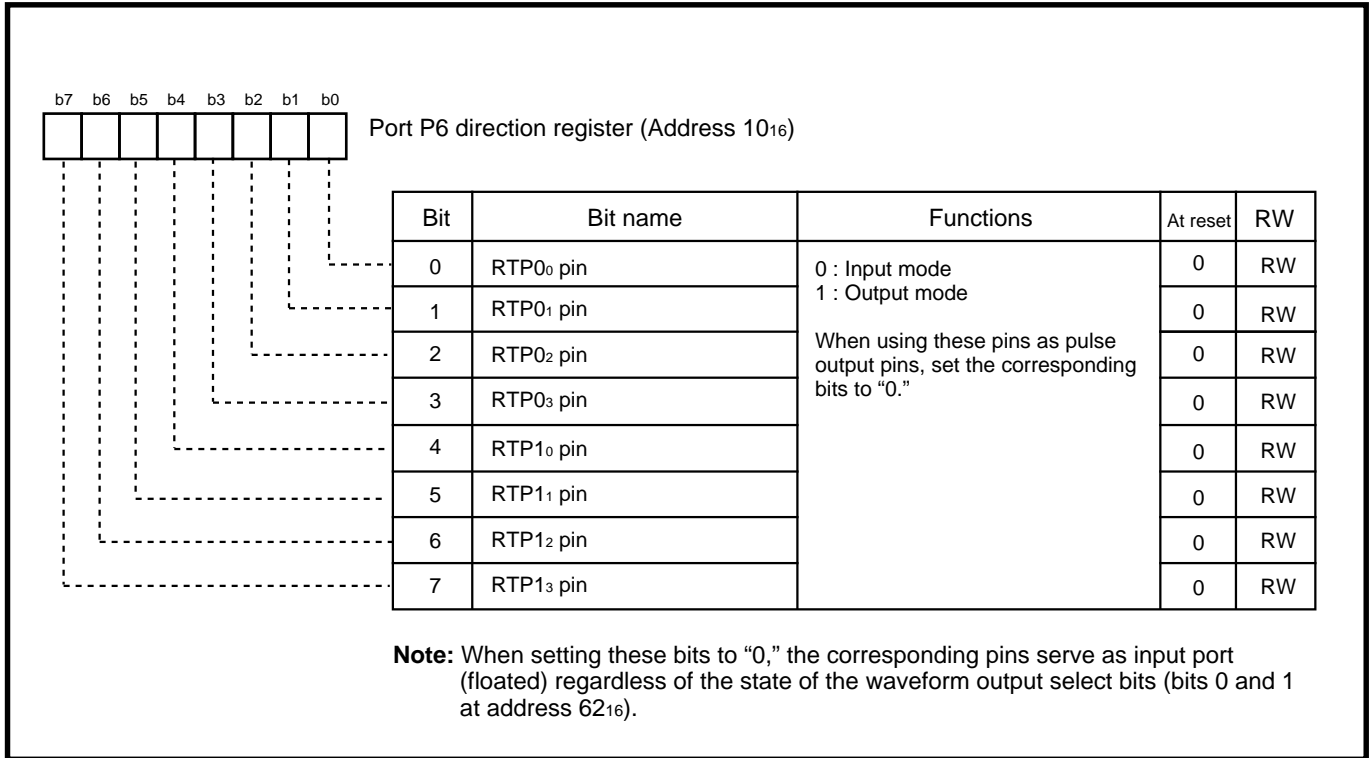 b7 b6 b5 b4 b3 b2 b1 b0
Port P6 direction register (Address 10₁₆)
Bit Bit name Functions At reset RW
0 RTP0₀ pin 0 : Input mode 0 RW
1 : Output mode
1 RTP0₁ pin 0 RW
When using these pins as pulse
2 RTP0₂ pin 0 RW
output pins, set the corresponding
bits to “0.”
3 RTP0₃ pin 0 RW
4 RTP1₀ pin 0 RW
5 RTP1₁ pin 0 RW
6 RTP1₂ pin 0 RW
7 RTP1₃ pin 0 RW
Note: When setting these bits to “0,” the corresponding pins serve as input port
(floated) regardless of the state of the waveform output select bits (bits 0 and 1
at address 62₁₆).